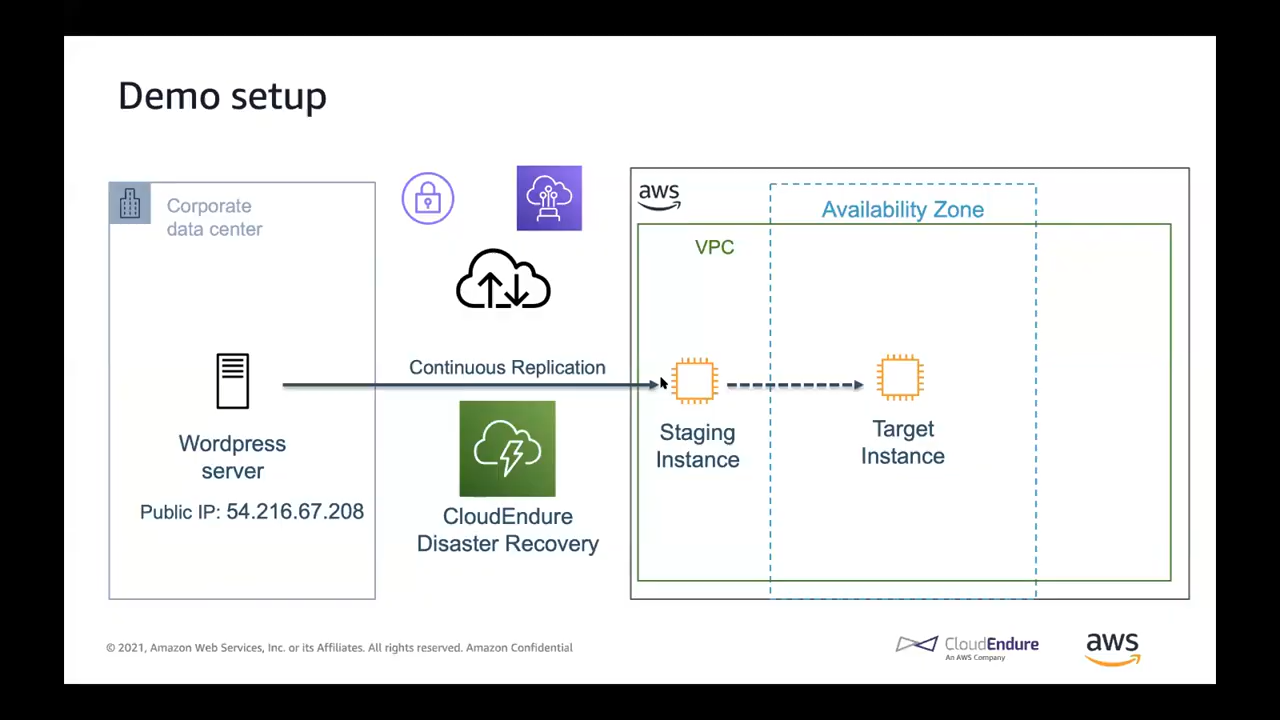 Demo setup
Corporate
data center
aws
Availability Zone
VPC
Continuous Replication
Wordpress
server
Public IP: 54.216.67.208
CloudEndure
Disaster Recovery
Staging
Instance
Target
Instance
© 2021, Amazon Web Services, Inc. or its Affiliates. All rights reserved. Amazon Confidential
CloudEndure
An AWS Company
aws